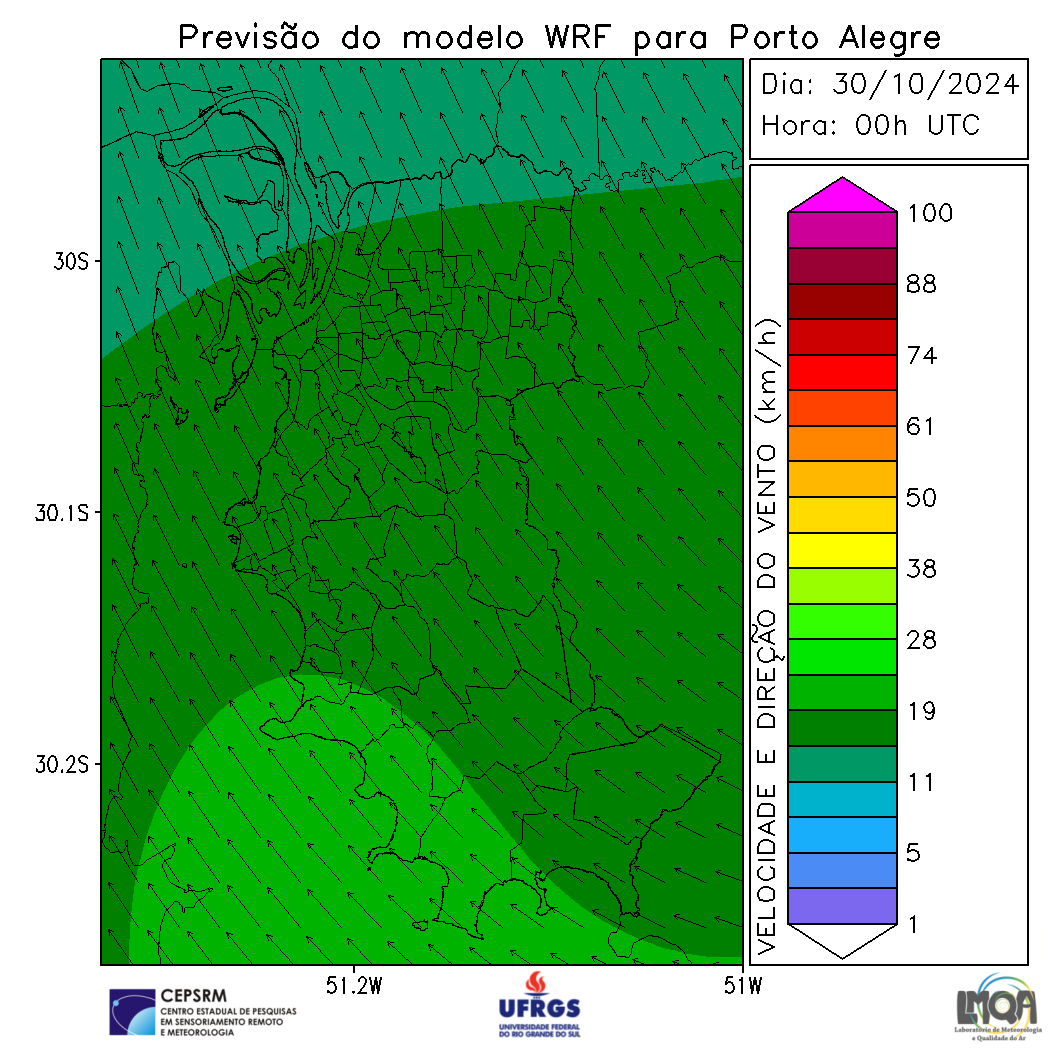 Previsão do modelo WRF para Porto Alegre
Dia: 30/10/2024
Hora: 00h UTC
30S
30.1S
30.2S
51.2W
51W
VELOCIDADE E DIREÇÃO DO VENTO (km/h)
100
88
74
61
50
38
28
19
11
5
1
CEPSRM
CENTRO ESTADUAL DE PESQUISAS
EM SENSORIAMENTO REMOTO
E METEOROLOGIA
UFRGS
UNIVERSIDADE FEDERAL
DO RIO GRANDE DO SUL
LMQA
Laboratório de Meteorologia
e Qualidade do Ar